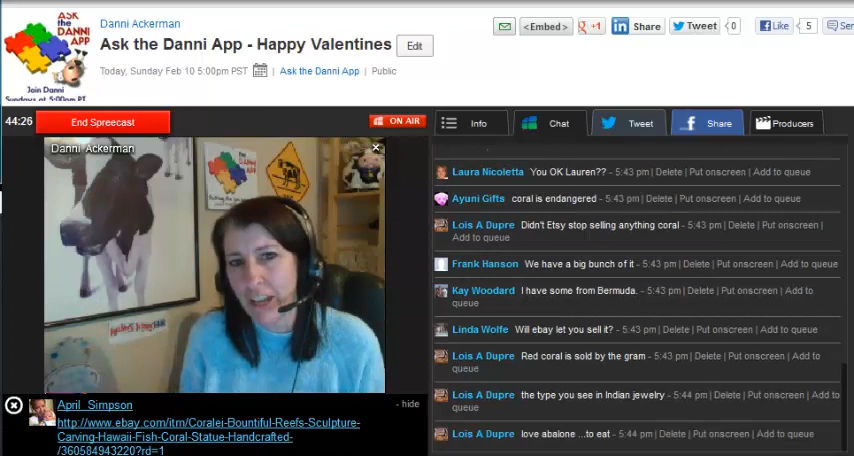 ASK
the
DANNI
APP
Join Danni
Sundays at 5:00pm PT
Danni Ackerman
Ask the Danni App - Happy Valentines
Edit
Today, Sunday Feb 10 5:00pm PST | Ask the Danni App | Public
<Embed> +1 in Share Tweet 0 Like 5
44:26 End Spreecast ON AIR
Info Chat Tweet Share Producers
Danni Ackerman
Laura Nicoletta You OK Lauren?? - 5:43 pm | Delete | Put onscreen | Add to queue
Ayuni Gifts coral is endangered - 5:43 pm | Delete | Put onscreen | Add to queue
Lois A Dupre Didn't Etsy stop selling anything coral - 5:43 pm | Delete | Put onscreen |
Add to queue
Frank Hanson We have a big bunch of it - 5:43 pm | Delete | Put onscreen | Add to queue
Kay Woodard I have some from Bermuda. - 5:43 pm | Delete | Put onscreen | Add to
queue
Linda Wolfe Will ebay let you sell it? - 5:43 pm | Delete | Put onscreen | Add to queue
Lois A Dupre Red coral is sold by the gram - 5:43 pm | Delete | Put onscreen | Add to
queue
Lois A Dupre the type you see in Indian jewelry - 5:44 pm | Delete | Put onscreen | Add to
queue
Lois A Dupre love abalone ...to eat - 5:44 pm | Delete | Put onscreen | Add to queue
April Simpson - hide
http://www.ebay.com/itm/Coralei-Bountiful-Reefs-Sculpture-
Carving-Hawaii-Fish-Coral-Statue-Handcrafted-
/360584943220?rd=1